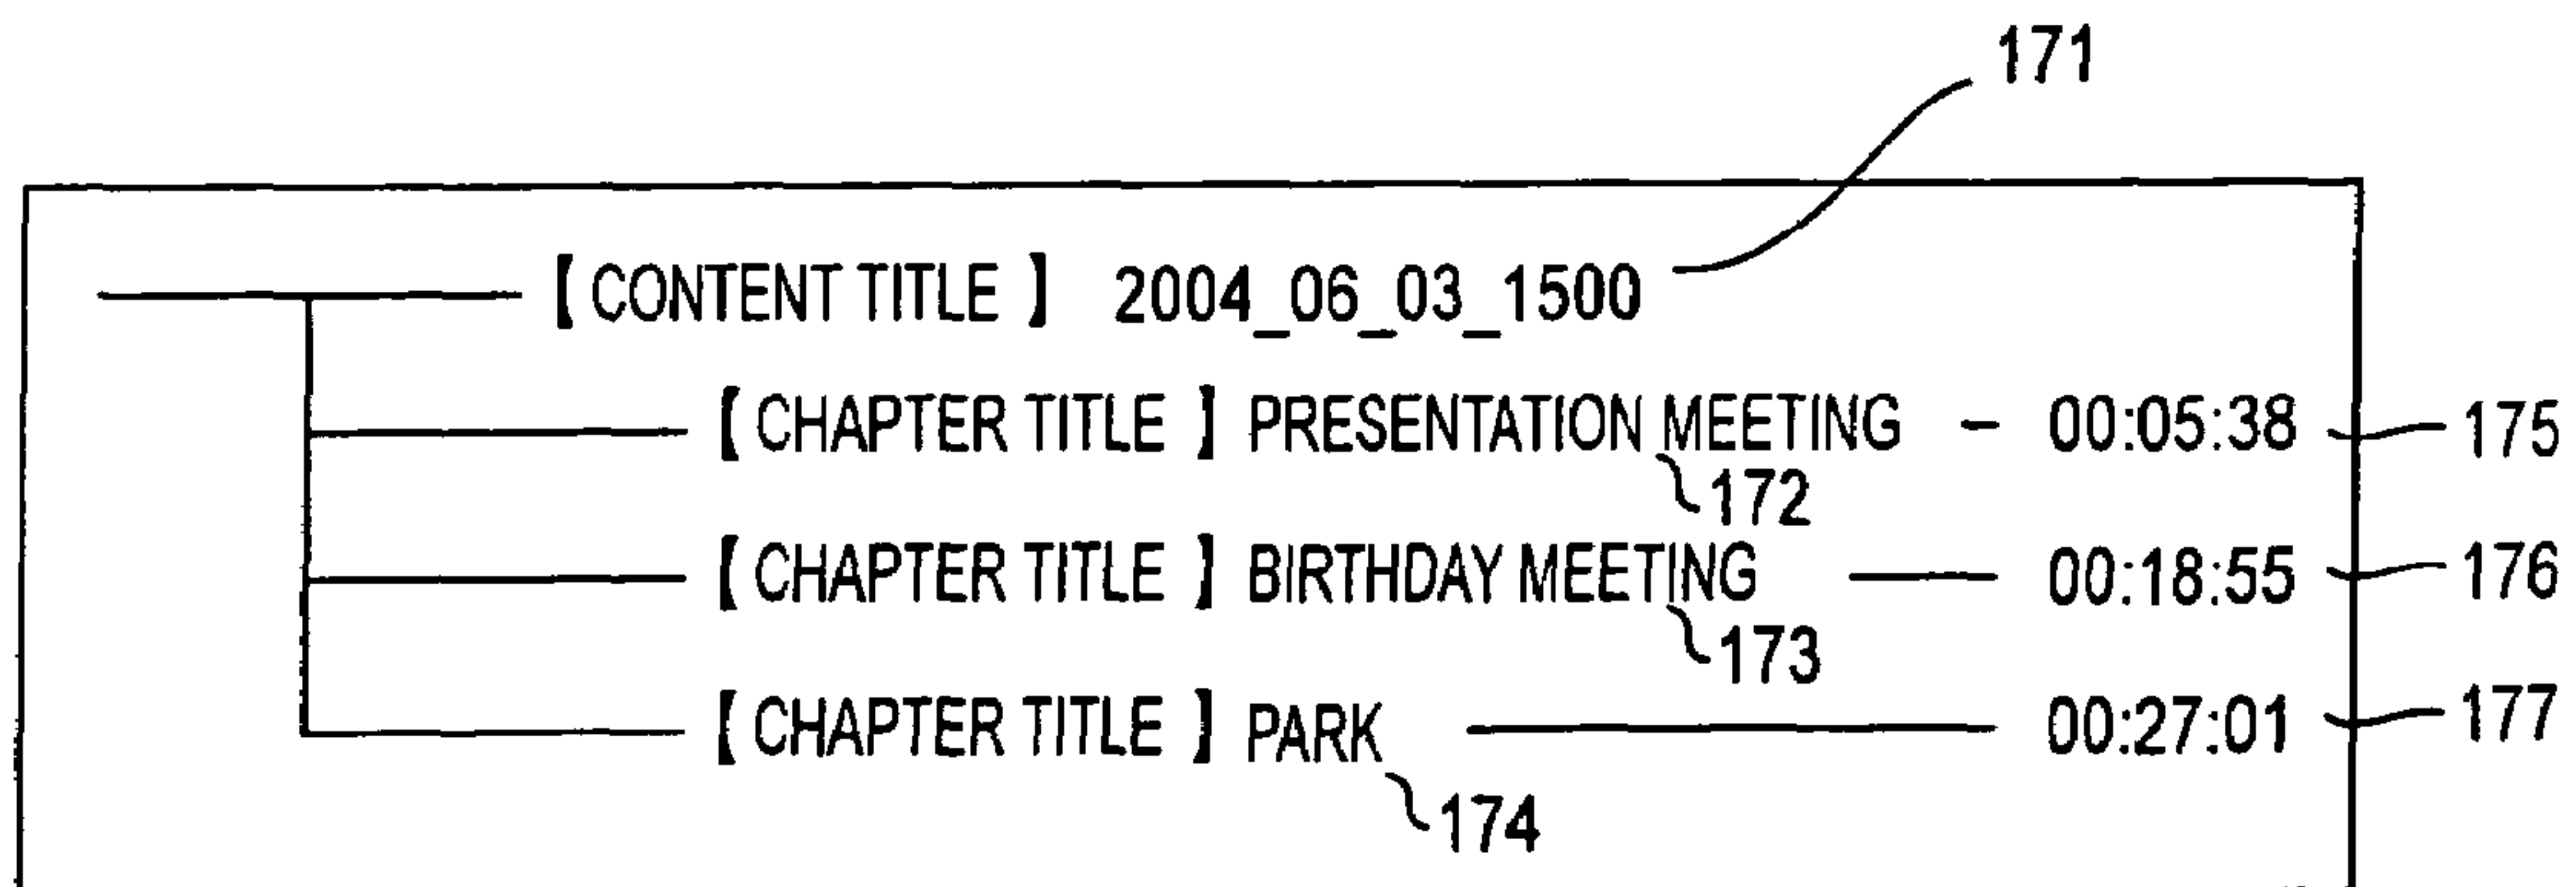 171
【 CONTENT TITLE 】 2004_06_03_1500
【 CHAPTER TITLE 】 PRESENTATION MEETING — 00:05:38 175
172
【 CHAPTER TITLE 】 BIRTHDAY MEETING — 00:18:55 176
173
【 CHAPTER TITLE 】 PARK — 00:27:01 177
174